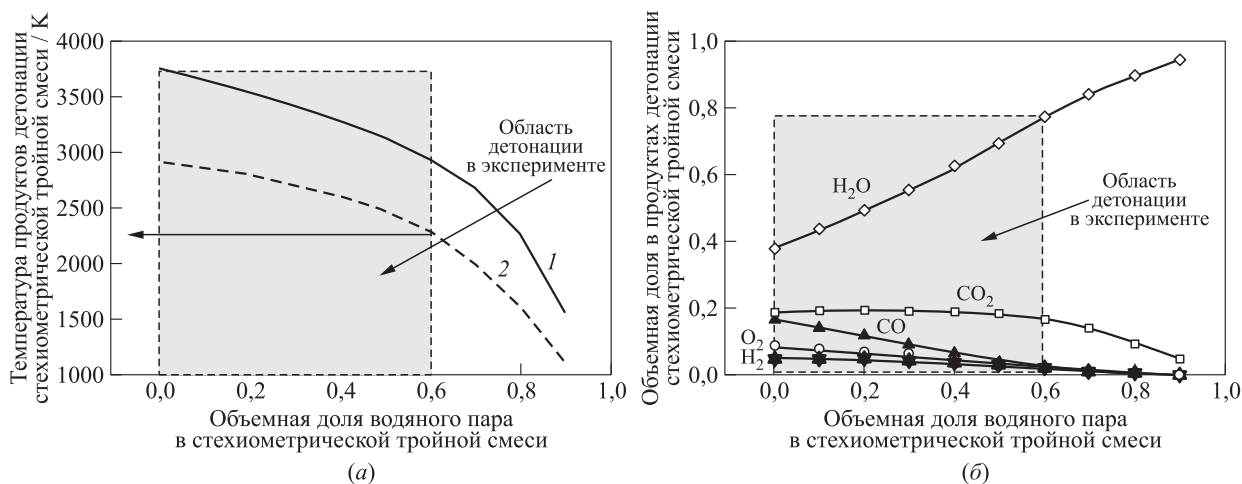 Температура продуктов детонации
стехиометрической тройной смеси / K
4000
3500
3000
2500
2000
1500
1000
0,0
0,2
0,4
0,6
0,8
1,0
Область
детонации
в эксперименте
1
2
Объемная доля водяного пара
в стехиометрической тройной смеси
(а)
Объемная доля в продуктах детонации
стехиометрической тройной смеси
1,0
0,8
0,6
0,4
0,2
0,0
0,0
0,2
0,4
0,6
0,8
1,0
H₂O
CO₂
CO
O₂
H₂
Область
детонации
в эксперименте
Объемная доля водяного пара
в стехиометрической тройной смеси
(б)